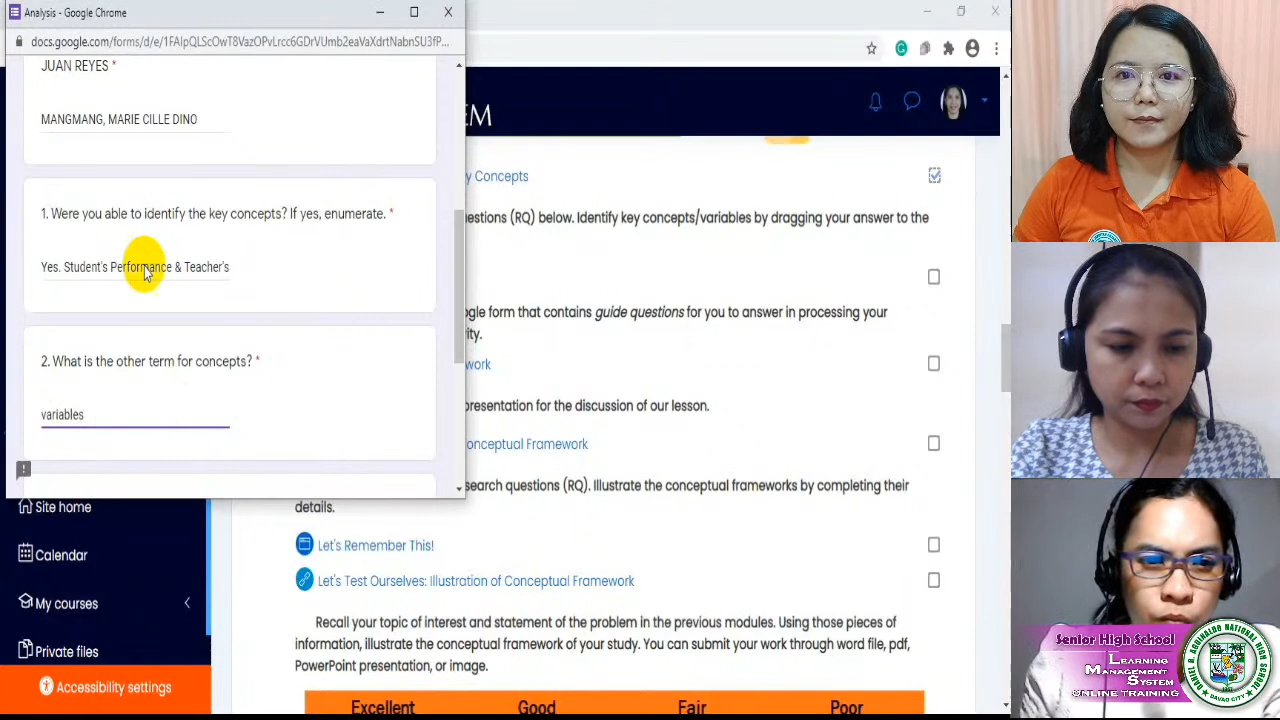 Analysis - Google Chrome
docs.google.com/forms/d/e/1FAIpQLScOwT8VazOPvLrcc6GDrVUmb2eaVaXdrtNabnSU3fP...
JUAN REYES *
MANGMANG, MARIE CILLE DINO
1. Were you able to identify the key concepts? If yes, enumerate. *
Yes. Student's Performance & Teacher's
2. What is the other term for concepts? *
variables
EM
y Concepts
estions (RQ) below. Identify key concepts/variables by dragging your answer to the
gle form that contains guide questions for you to answer in processing your
ity.
work
presentation for the discussion of our lesson.
onceptual Framework
search questions (RQ). Illustrate the conceptual frameworks by completing their
details.
Let's Remember This!
Let's Test Ourselves: Illustration of Conceptual Framework
Recall your topic of interest and statement of the problem in the previous modules. Using those pieces of
information, illustrate the conceptual framework of your study. You can submit your work through word file, pdf,
PowerPoint presentation, or image.
Excellent Good Fair Poor
Site home
Calendar
My courses
Private files
Accessibility settings
Senior High School
Learning
Management
System
ONLINE TRAINING
DANIEL R. AGUINALDO NATIONAL HIGH SCHOOL
DAVAO CITY